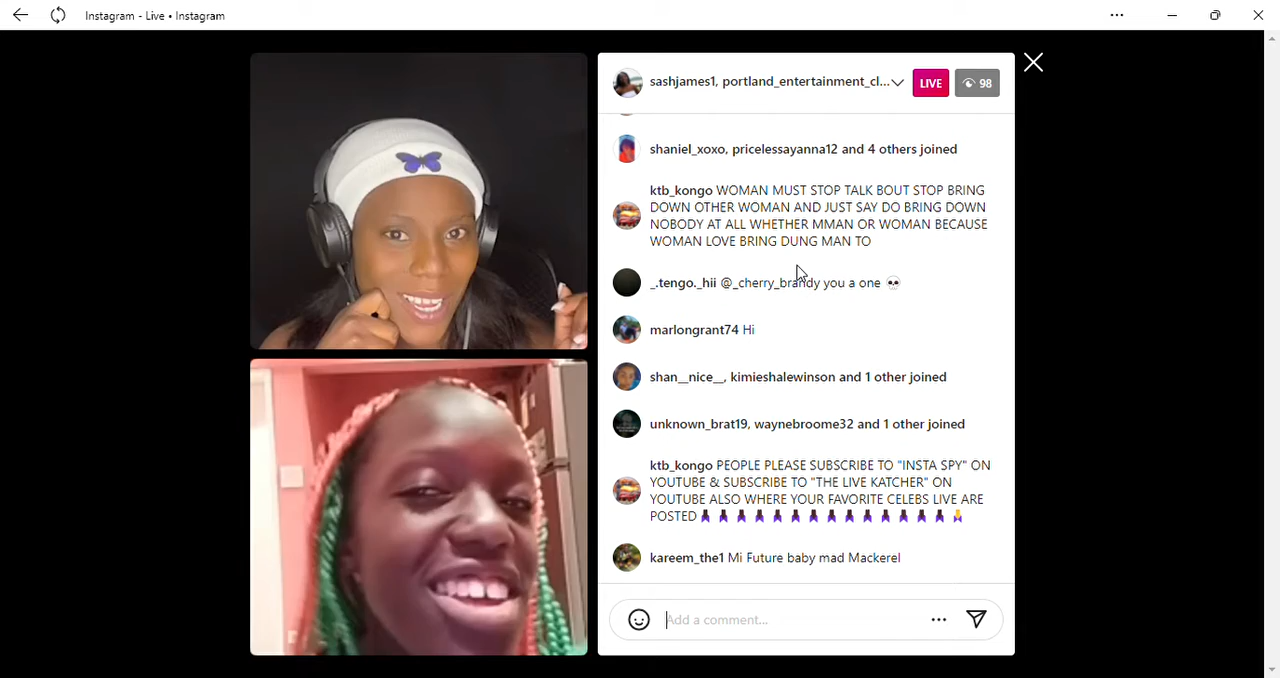 Instagram - Live • Instagram
sashjames1, portland_entertainment_cl...
LIVE
98
shaniel_xoxo, pricelessayanna12 and 4 others joined
ktb_kongo WOMAN MUST STOP TALK BOUT STOP BRING
DOWN OTHER WOMAN AND JUST SAY DO BRING DOWN
NOBODY AT ALL WHETHER MMAN OR WOMAN BECAUSE
WOMAN LOVE BRING DUNG MAN TO
_.tengo._hii @_cherry_brandy you a one 💀
marlongrant74 Hi
shan__nice__, kimieshalewinson and 1 other joined
unknown_brat19, waynebroome32 and 1 other joined
ktb_kongo PEOPLE PLEASE SUBSCRIBE TO "INSTA SPY" ON
YOUTUBE & SUBSCRIBE TO "THE LIVE KATCHER" ON
YOUTUBE ALSO WHERE YOUR FAVORITE CELEBS LIVE ARE
POSTED
kareem_the1 Mi Future baby mad Mackerel
Add a comment...